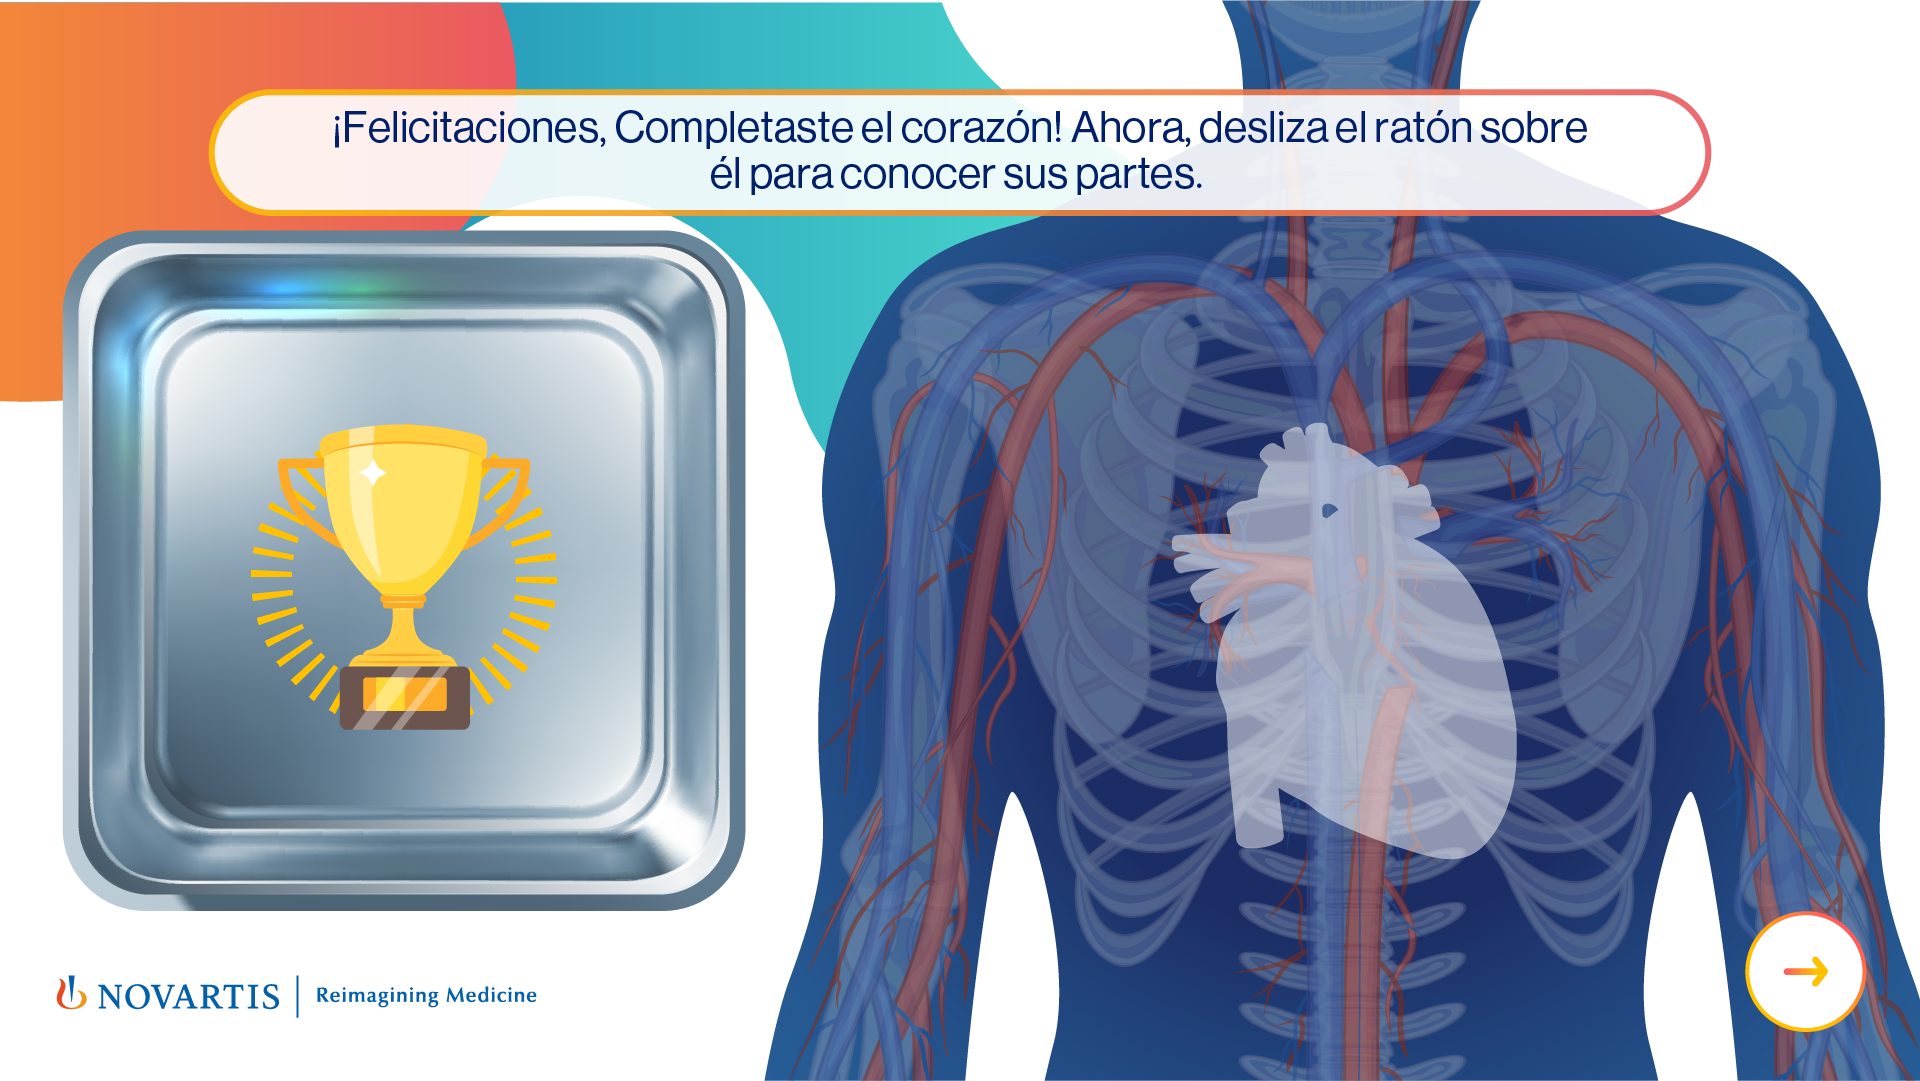 ¡Felicitaciones, Completaste el corazón! Ahora, desliza el ratón sobre
él para conocer sus partes.
NOVARTIS | Reimagining Medicine